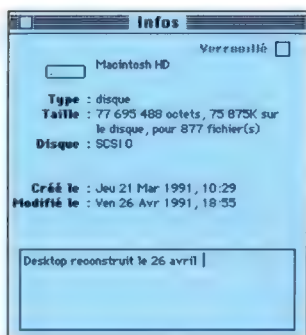 Infos
Verrouillé
Macintosh HD
Type : disque
Taille : 77 695 488 octets, 75 875K sur
le disque, pour 877 fichier(s)
Disque : SCSI 0
Créé le : Jeu 21 Mar 1991, 10:29
Modifié le : Ven 26 Avr 1991, 18:55
Desktop reconstruit le 26 avril